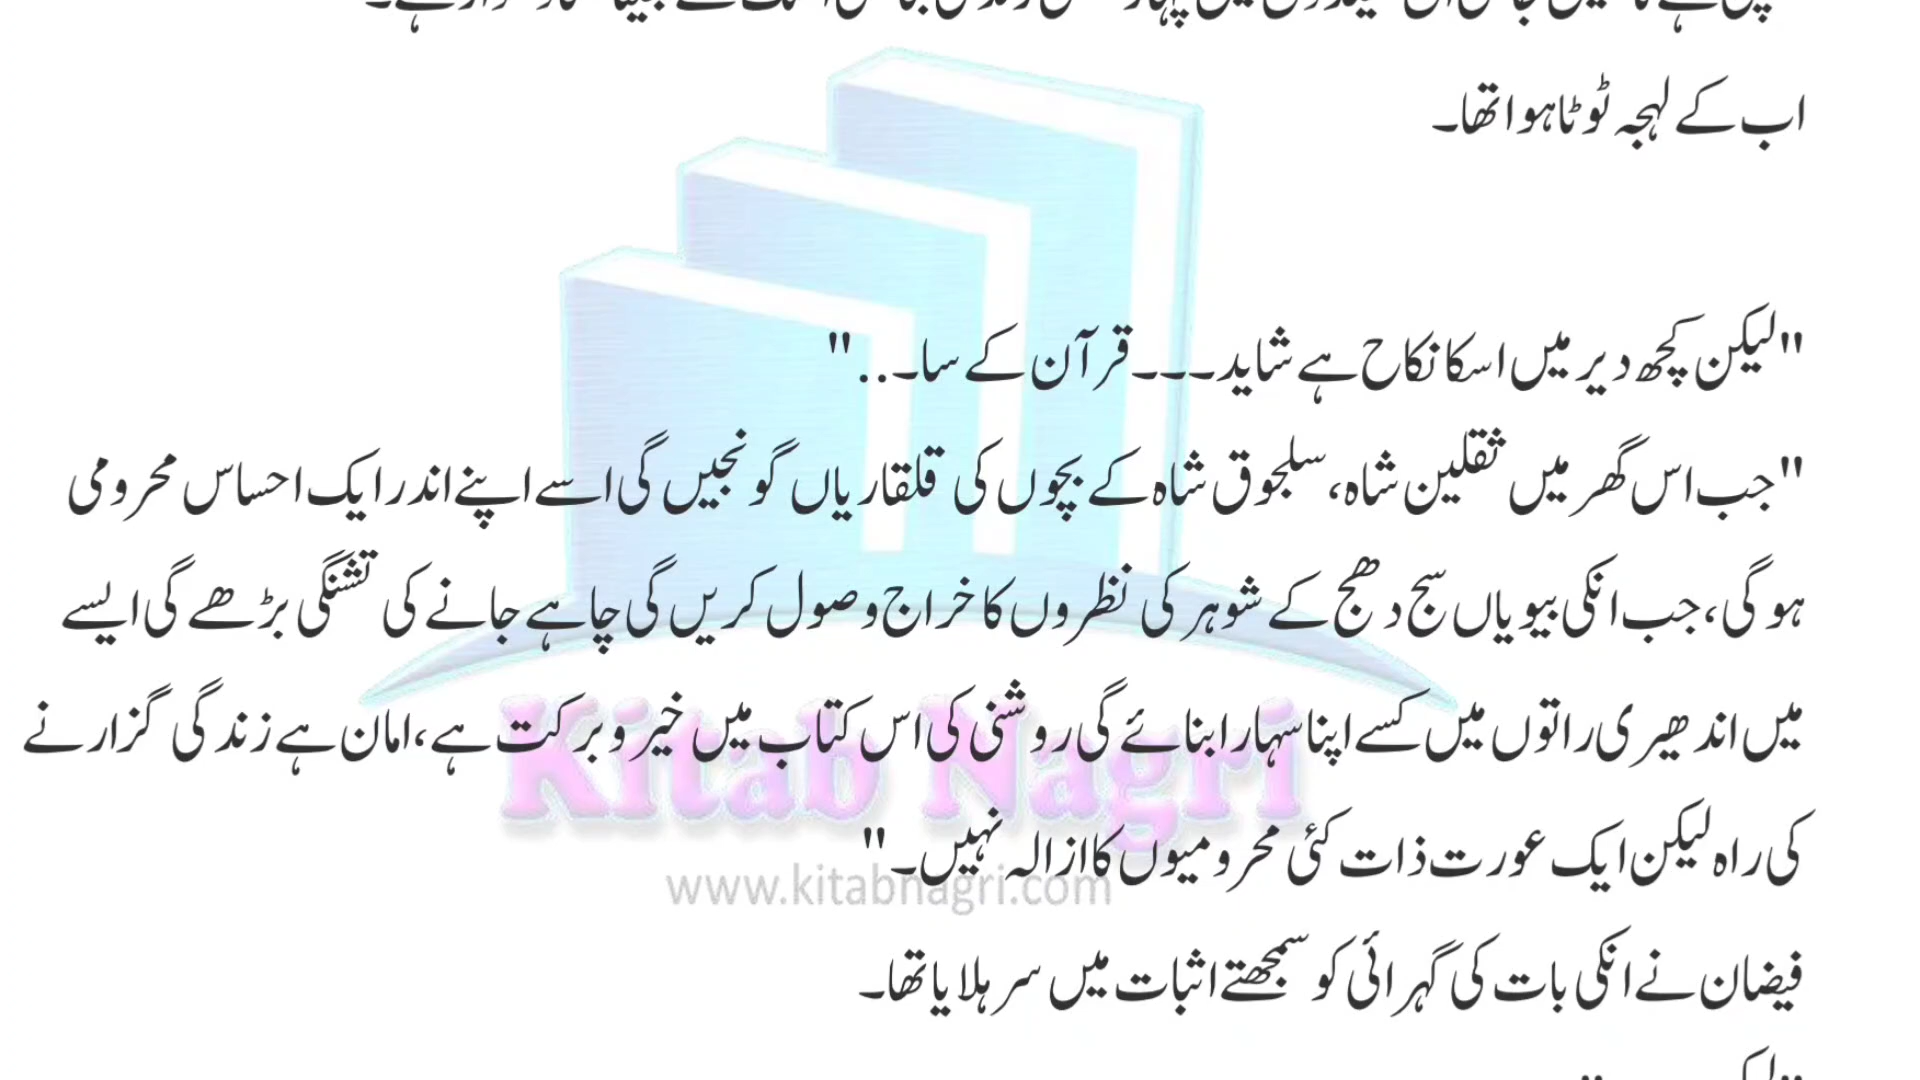 اب کے لہجہ ٹوٹا ہوا تھا۔
"لیکن کچھ دیر میں اسکا نکاح ہے شاید۔۔۔ قرآن کے سا۔.."
"جب اس گھر میں ثقلین شاہ، سلجوق شاہ کے بچوں کی قلقاریاں گونجیں گی اسے اپنے اندر ایک احساس محرومی
ہو گی، جب انکی بیویاں سج دھج کے شوہر کی نظروں کا خراج وصول کریں گی چاہے جانے کی تشنگی بڑھے گی ایسے
میں اندھیری راتوں میں کسے اپنا سہارا بنائے گی روشنی کی اس کتاب میں خیر و برکت ہے، امان ہے زندگی گزارنے
کی راہ لیکن ایک عورت ذات کئی محرومیوں کا ازالہ نہیں۔"
فیضان نے انکی بات کی گہرائی کو سمجھتے اثبات میں سر ہلایا تھا۔
Kitab Nagri
www.kitabnagri.com